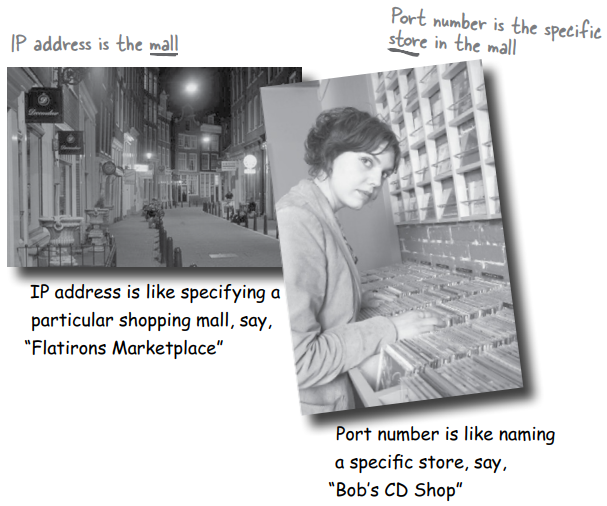 IP address is the mall
Port number is the specific
store in the mall
IP address is like specifying a
particular shopping mall, say,
“Flatirons Marketplace”
Port number is like naming
a specific store, say,
“Bob’s CD Shop”